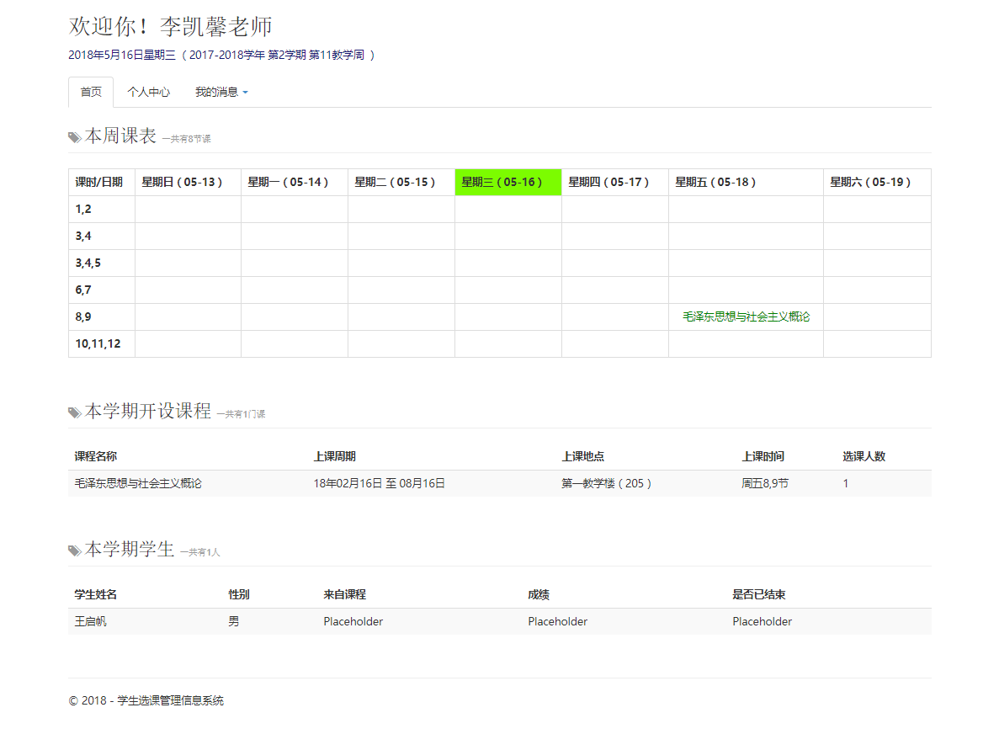 欢迎你！李凯馨老师
2018年5月16日星期三 （ 2017-2018学年 第2学期 第11教学周 ）
首页 个人中心 我的消息
本周课表 一共有8节课
课时/日期 星期日 ( 05-13 ) 星期一 ( 05-14 ) 星期二 ( 05-15 ) 星期三 ( 05-16 ) 星期四 ( 05-17 ) 星期五 ( 05-18 ) 星期六 ( 05-19 )
1,2
3,4
3,4,5
6,7
8,9 毛泽东思想与社会主义概论
10,11,12
本学期开设课程 一共有1门课
课程名称 上课周期 上课地点 上课时间 选课人数
毛泽东思想与社会主义概论 18年02月16日 至 08月16日 第一教学楼 ( 205 ) 周五8,9节 1
本学期学生 一共有1人
学生姓名 性别 来自课程 成绩 是否已结束
王启帆 男 Placeholder Placeholder Placeholder
© 2018 - 学生选课管理信息系统